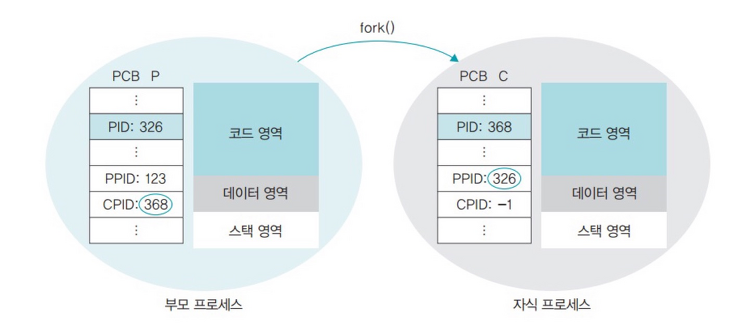 fork()
PCB P
⋮
PID: 326
⋮
PPID: 123
CPID: 368
⋮
코드 영역
데이터 영역
스택 영역
부모 프로세스
PCB C
⋮
PID: 368
⋮
PPID: 326
CPID: −1
⋮
코드 영역
데이터 영역
스택 영역
자식 프로세스